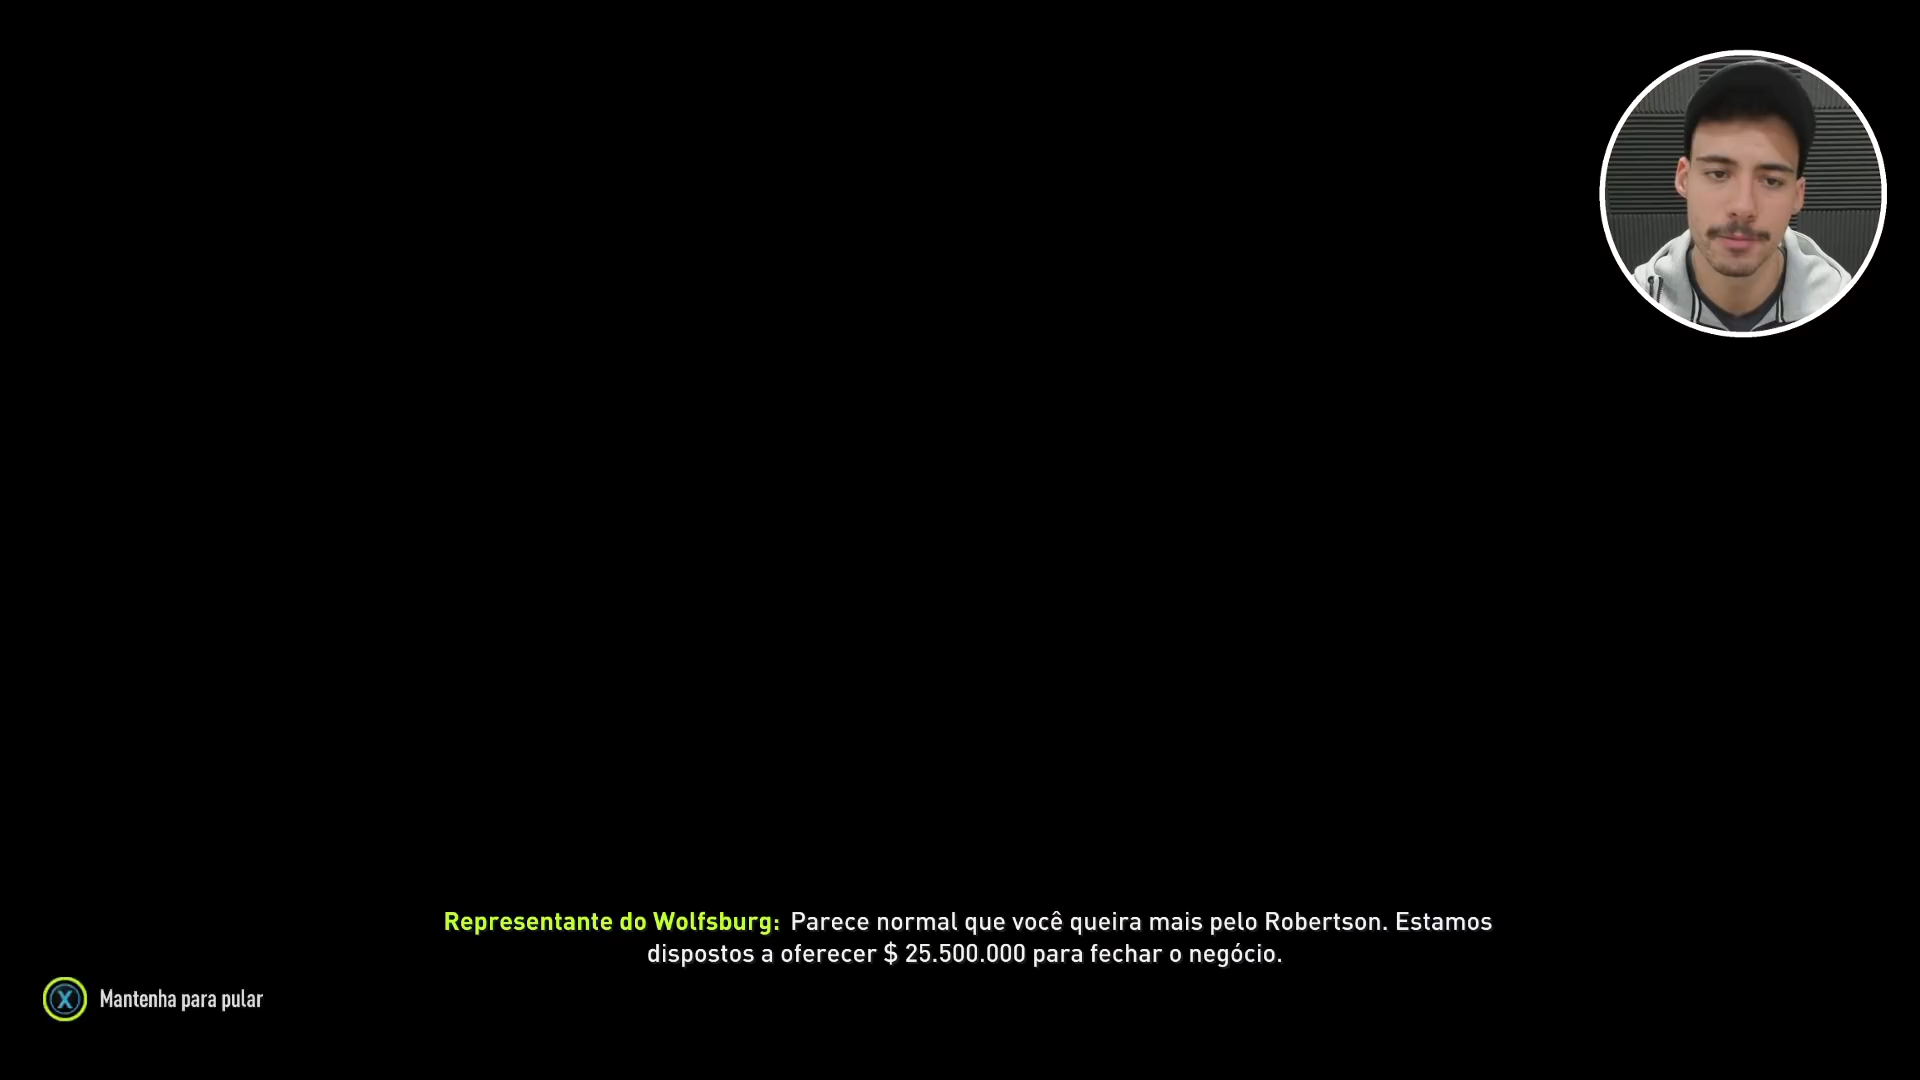 Representante do Wolfsburg: Parece normal que você queira mais pelo Robertson. Estamos
dispostos a oferecer $ 25.500.000 para fechar o negócio.
X Mantenha para pular